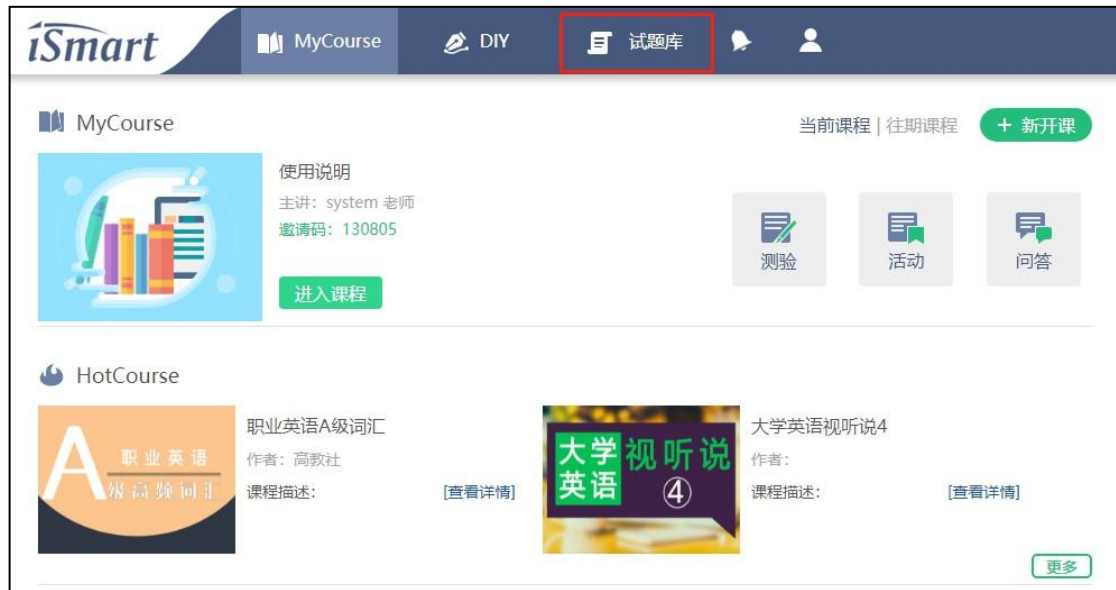 iSmart
MyCourse
DIY
试题库
MyCourse
当前课程 | 往期课程
+ 新开课
使用说明
主讲：system 老师
邀请码：130805
进入课程
测验
活动
问答
HotCourse
A
职业英语
级高频词汇
职业英语A级词汇
作者：高教社
课程描述：
[查看详情]
大学
英语
视听说
④
大学英语视听说4
作者：
课程描述：
[查看详情]
更多